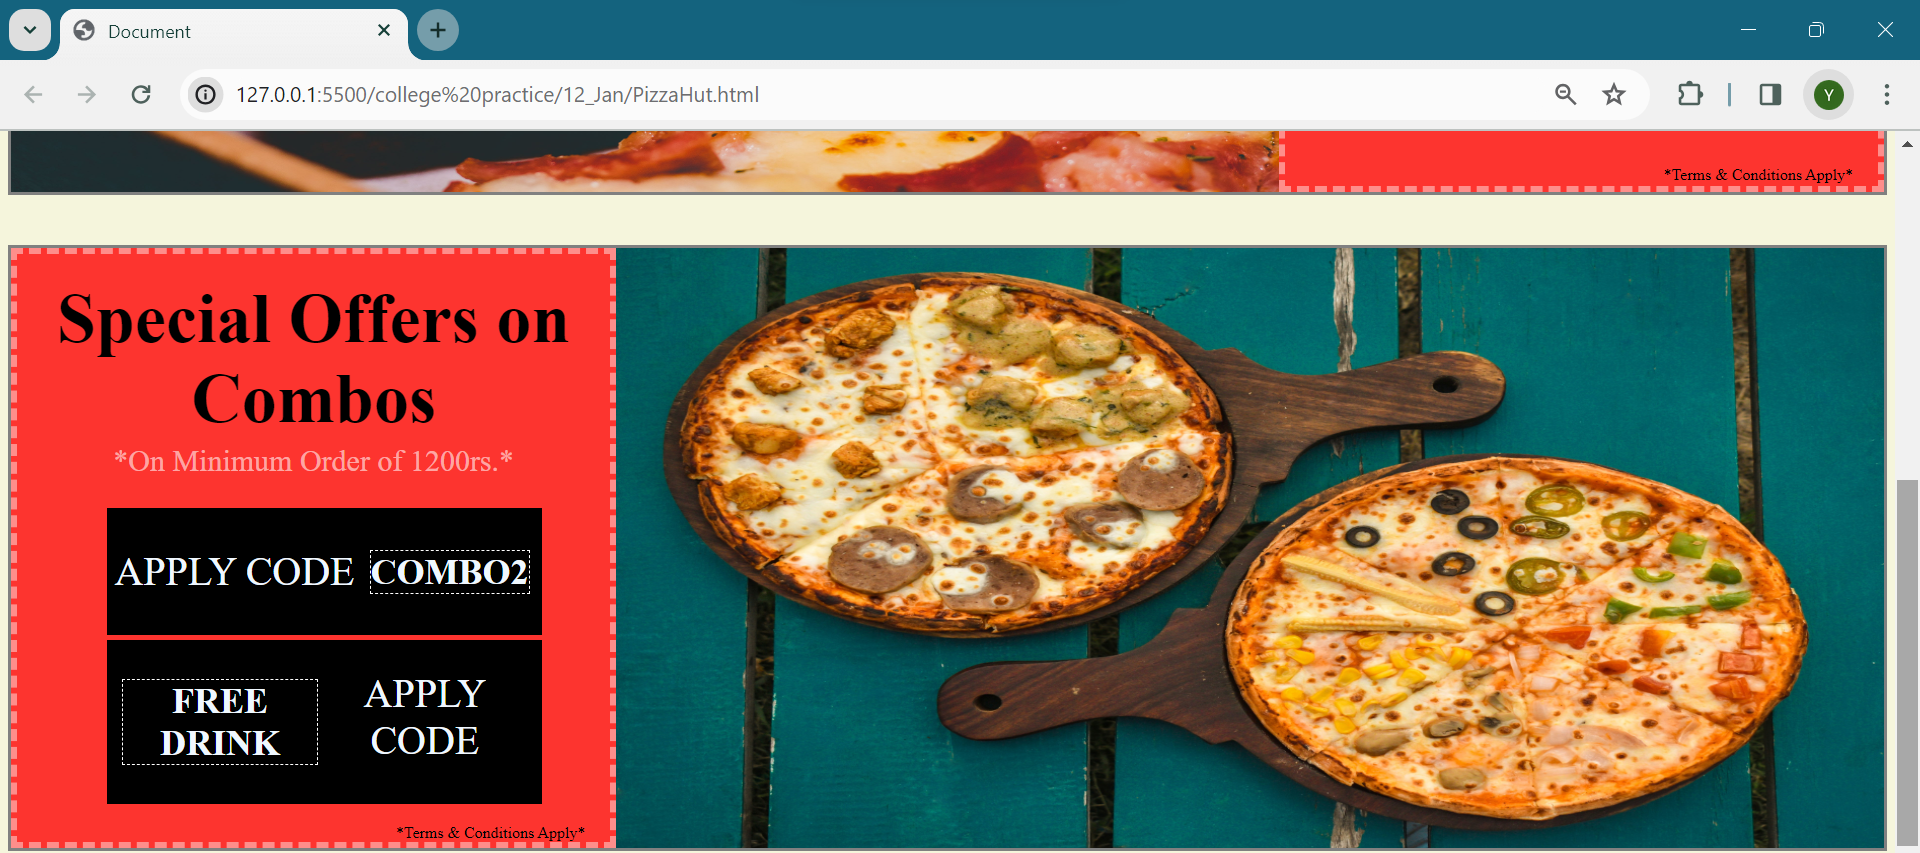 Document
127.0.0.1:5500/college%20practice/12_Jan/PizzaHut.html
Y
*Terms & Conditions Apply*
Special Offers on
Combos
*On Minimum Order of 1200rs.*
APPLY CODE COMBO2
FREE
DRINK
APPLY
CODE
*Terms & Conditions Apply*